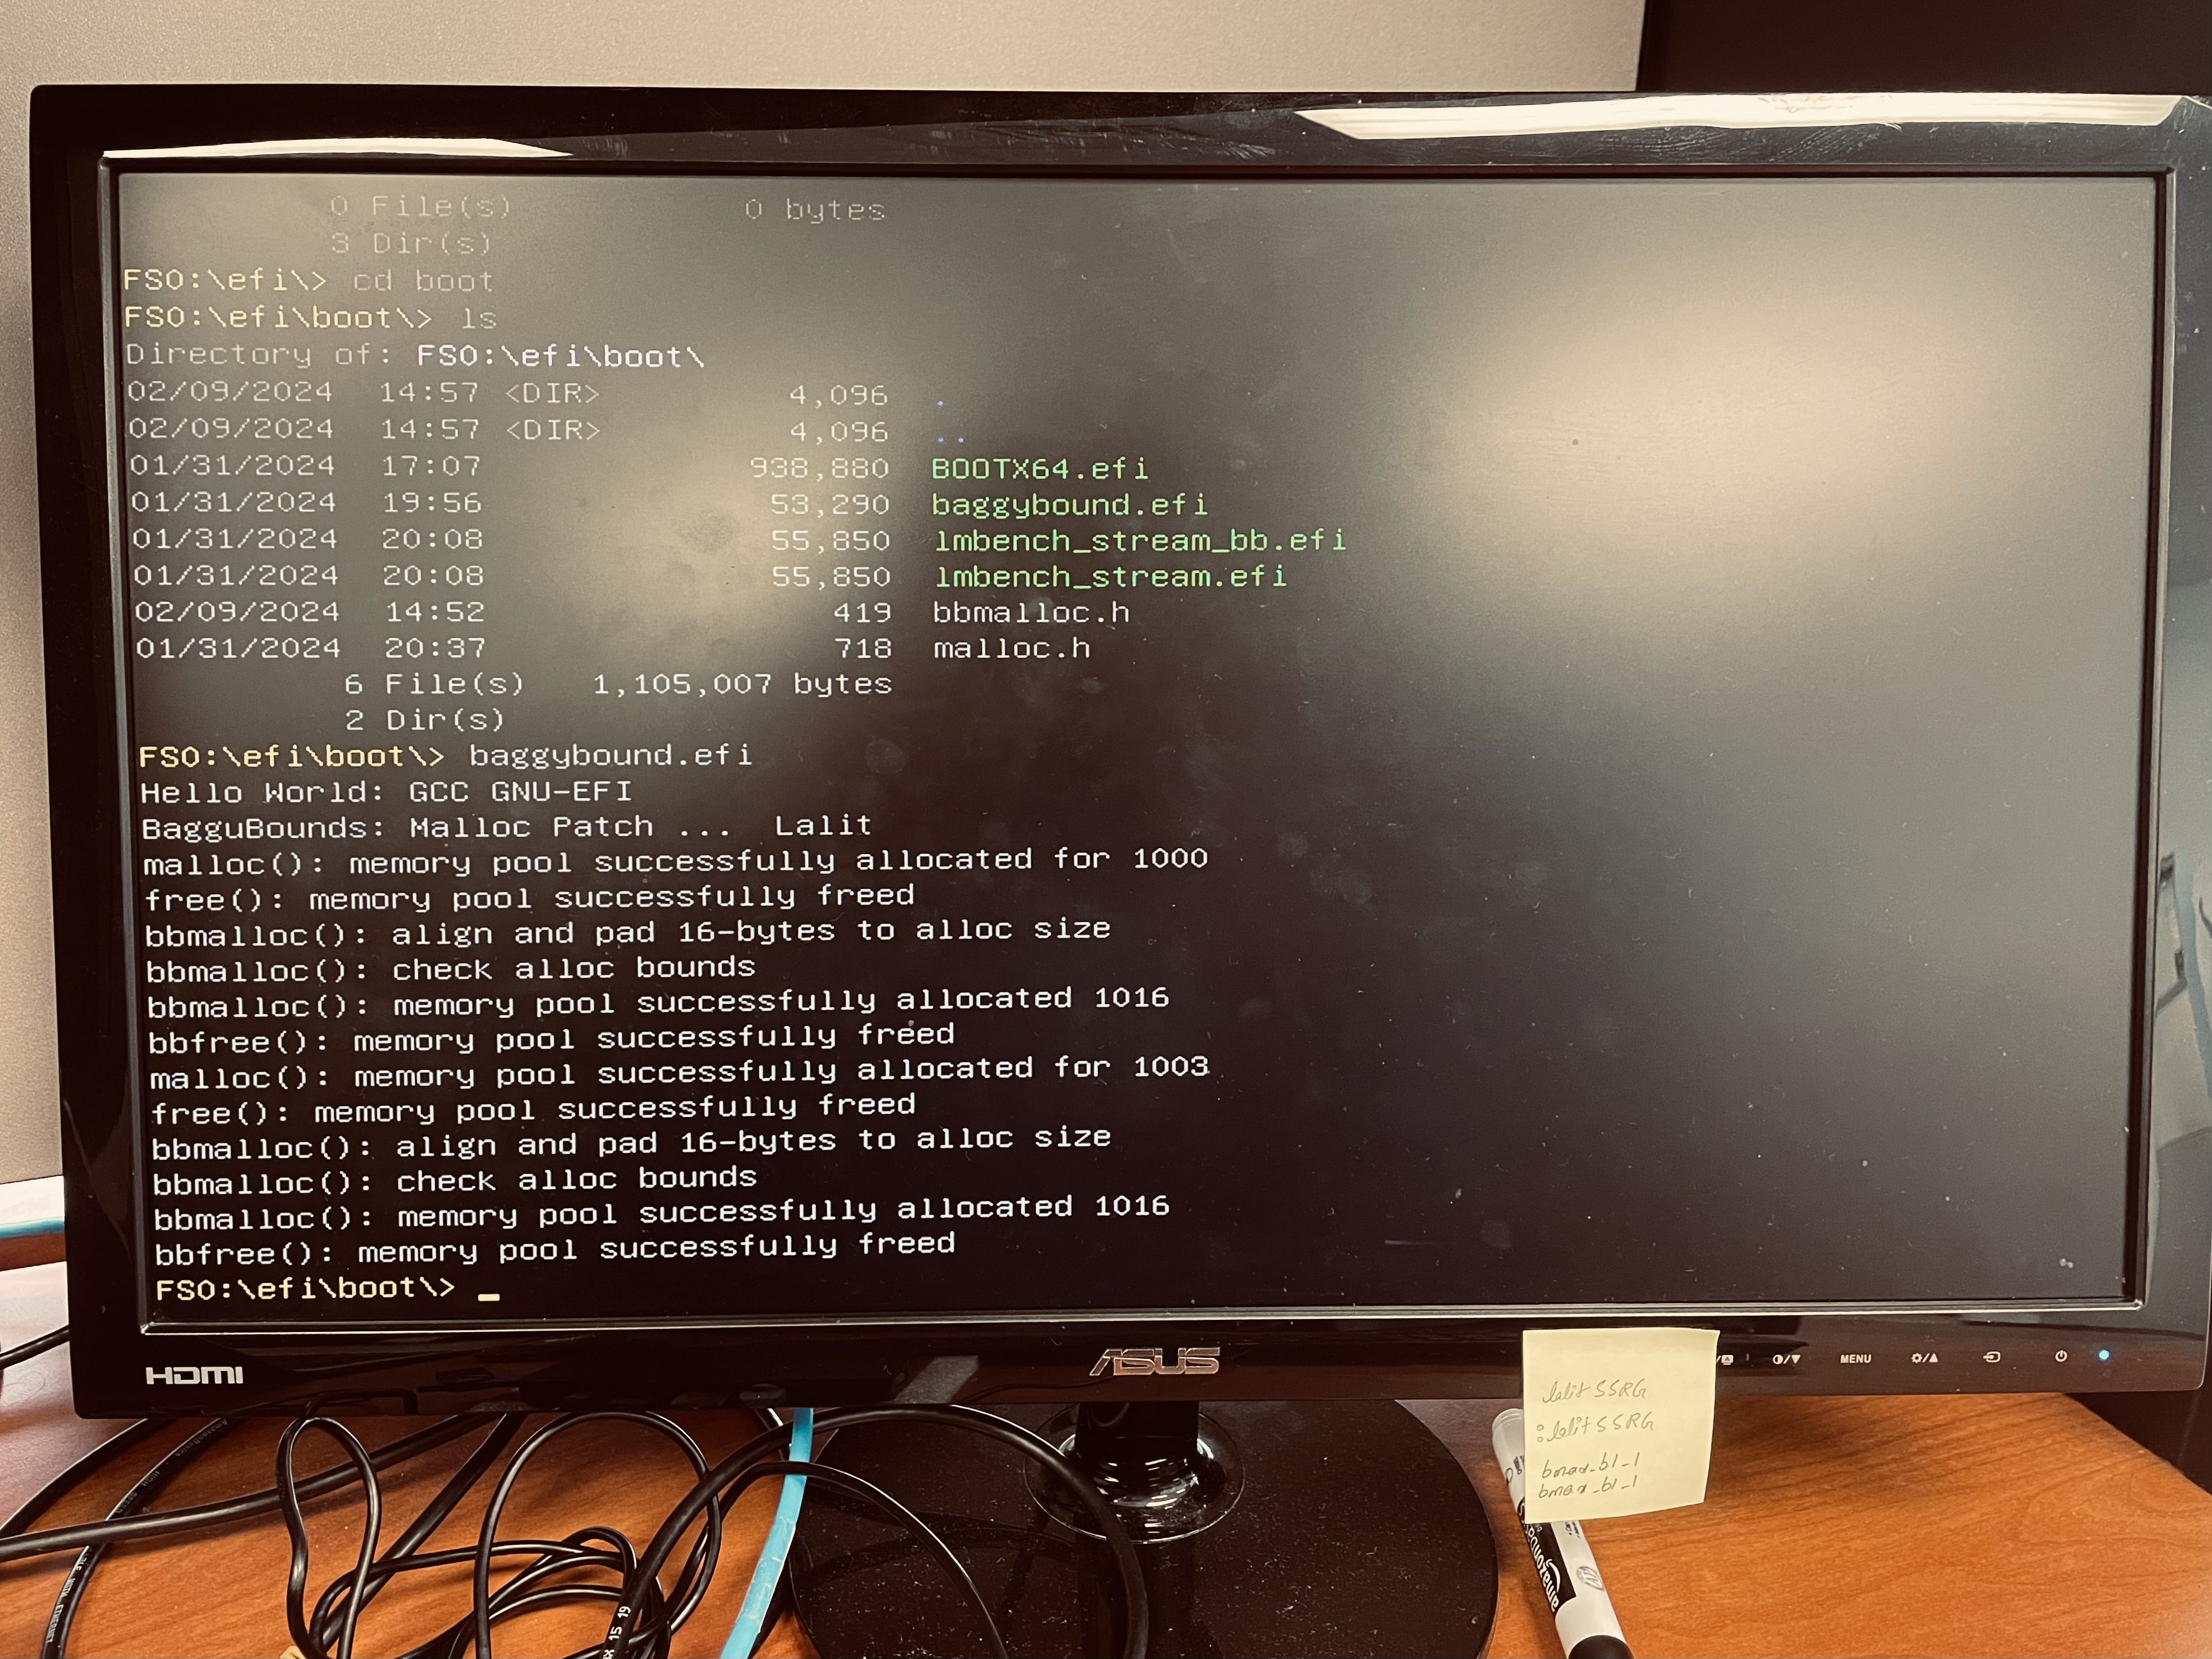 0 File(s) 0 bytes
3 Dir(s)
FS0:\efi\> cd boot
FS0:\efi\boot\> ls
Directory of: FS0:\efi\boot\
02/09/2024 14:57 <DIR> 4,096 .
02/09/2024 14:57 <DIR> 4,096 ..
01/31/2024 17:07 938,880 BOOTX64.efi
01/31/2024 19:56 53,290 baggybound.efi
01/31/2024 20:08 55,850 lmbench_stream_bb.efi
01/31/2024 20:08 55,850 lmbench_stream.efi
02/09/2024 14:52 419 bbmalloc.h
01/31/2024 20:37 718 malloc.h
6 File(s) 1,105,007 bytes
2 Dir(s)
FS0:\efi\boot\> baggybound.efi
Hello World: GCC GNU-EFI
BagguBounds: Malloc Patch ... Lalit
malloc(): memory pool successfully allocated for 1000
free(): memory pool successfully freed
bbmalloc(): align and pad 16-bytes to alloc size
bbmalloc(): check alloc bounds
bbmalloc(): memory pool successfully allocated 1016
bbfree(): memory pool successfully freed
malloc(): memory pool successfully allocated for 1003
free(): memory pool successfully freed
bbmalloc(): align and pad 16-bytes to alloc size
bbmalloc(): check alloc bounds
bbmalloc(): memory pool successfully allocated 1016
bbfree(): memory pool successfully freed
FS0:\efi\boot\> _
HDMI
ASUS
MENU
lalit SSRG
: lalit SSRG
bmax_b1_1
bmax_b1_1
amazon
15 19